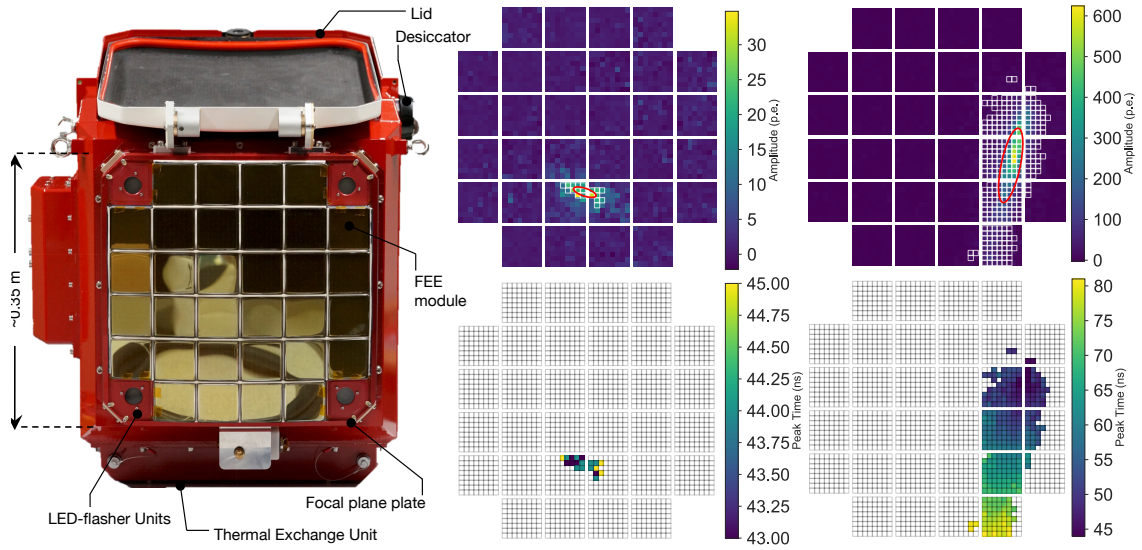 Lid
Desiccator
~0.35 m
FEE
module
Focal plane plate
LED-flasher Units
Thermal Exchange Unit
30
25
20
15
10
5
0
Amplitude (p.e.)
600
500
400
300
200
100
0
Amplitude (p.e.)
45.00
44.75
44.50
44.25
44.00
43.75
43.50
43.25
43.00
Peak Time (ns)
80
75
70
65
60
55
50
45
Peak Time (ns)